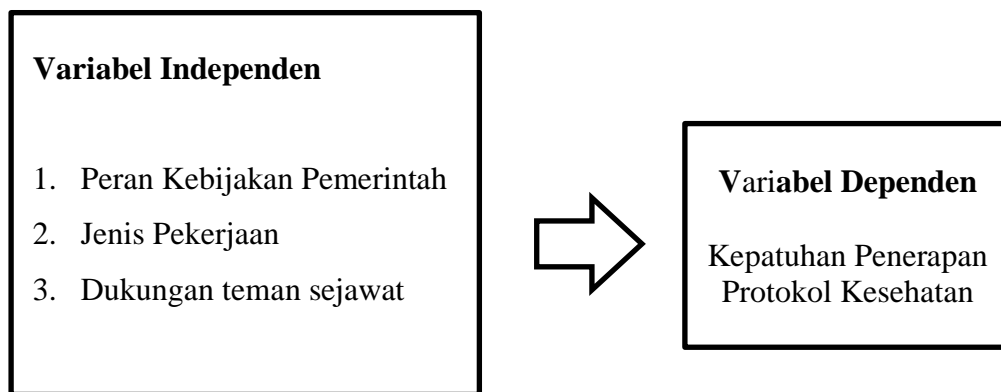 Variabel Independen
1. Peran Kebijakan Pemerintah
2. Jenis Pekerjaan
3. Dukungan teman sejawat
Variabel Dependen
Kepatuhan Penerapan
Protokol Kesehatan